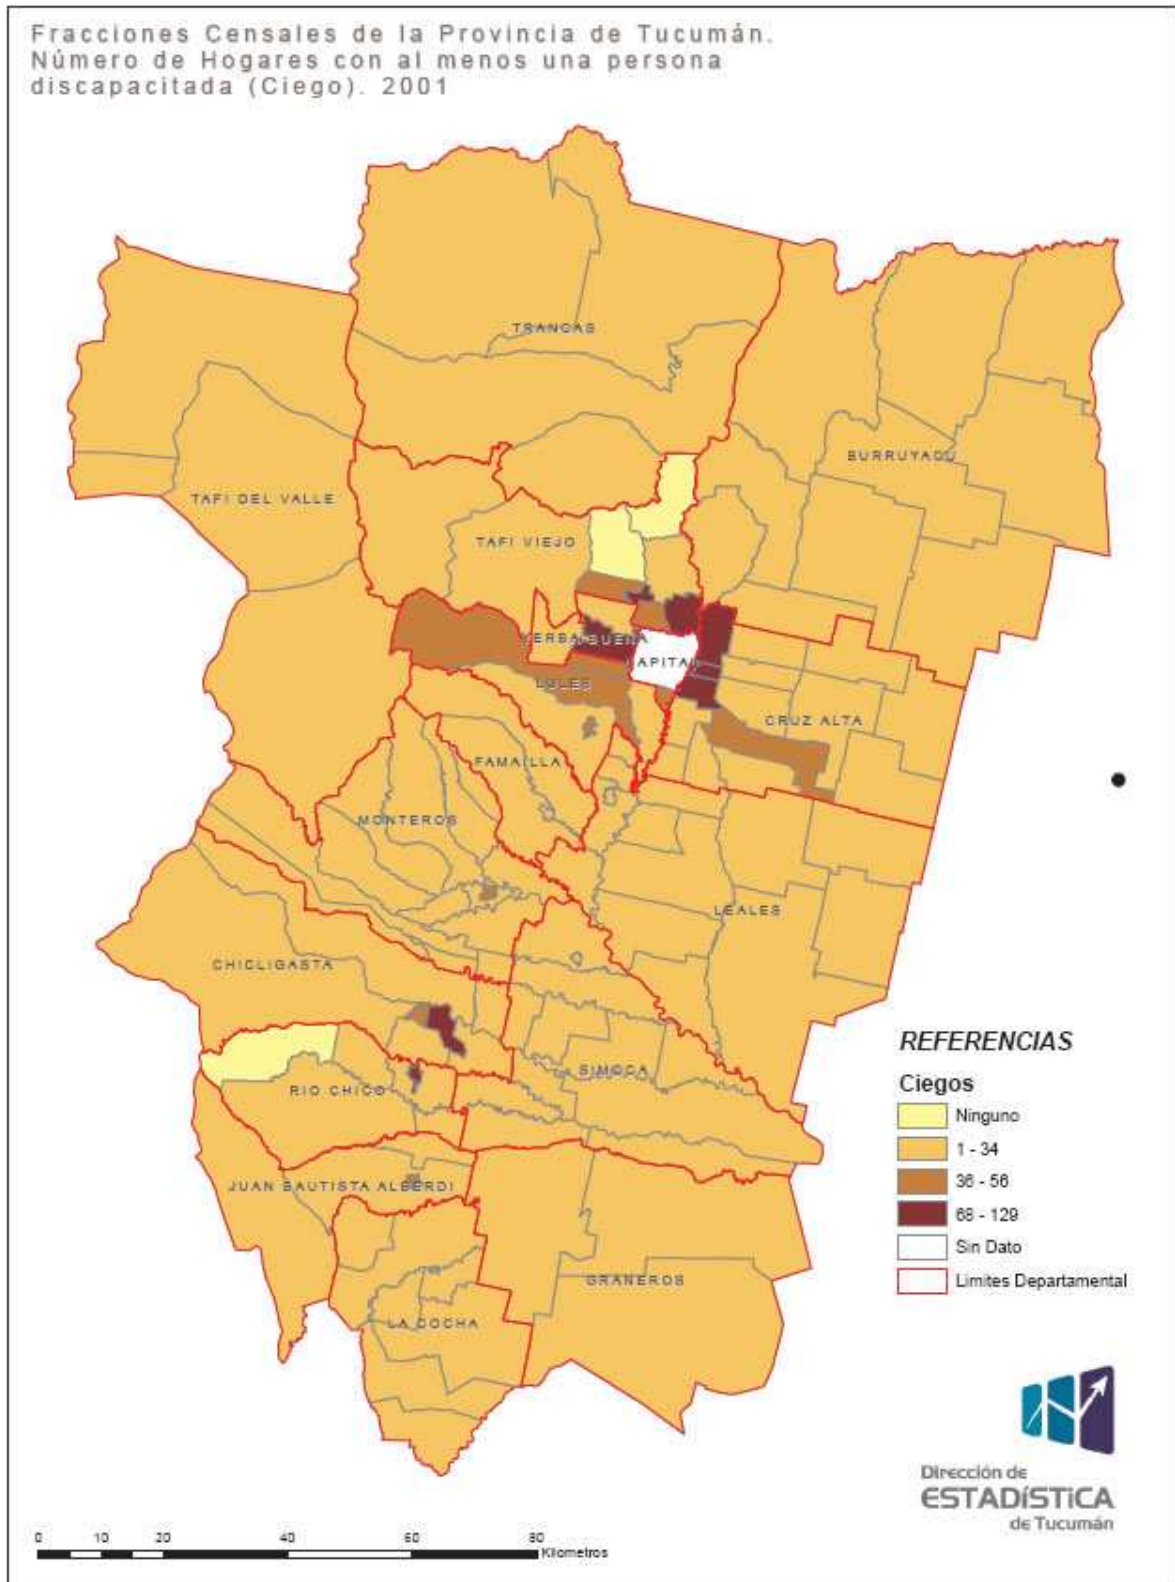 Fracciones Censales de la Provincia de Tucumán.
Número de Hogares con al menos una persona
discapacitada (Ciego). 2001
TRANCAS
BURRUYACU
TAFI DEL VALLE
TAFI VIEJO
YERBA BUENA
CAPITAL
LULES
CRUZ ALTA
FAMAILLA
MONTEROS
LEALES
CHICLIGASTA
SIMOCA
RIO CHICO
JUAN BAUTISTA ALBERDI
GRANEROS
LA COCHA
REFERENCIAS
Ciegos
Ninguno
1 - 34
36 - 56
68 - 129
Sin Dato
Limites Departamental
Dirección de
ESTADÍSTICA
de Tucumán
0 10 20 40 60 80
Kilometros